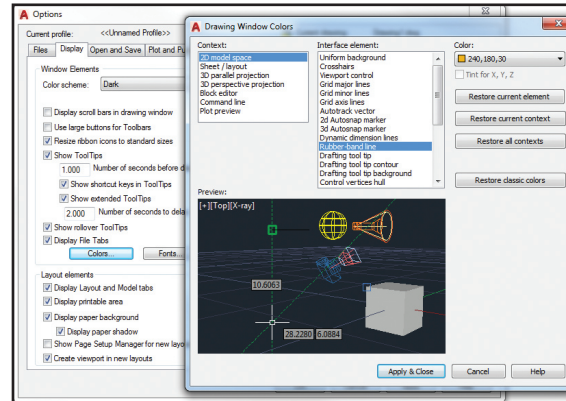 Options
Current profile: <<Unnamed Profile>>
Files Display Open and Save Plot and Pu
Window Elements
Color scheme: Dark
Display scroll bars in drawing window
Use large buttons for Toolbars
Resize ribbon icons to standard sizes
Show ToolTips
1.000 Number of seconds before d
Show shortcut keys in ToolTips
Show extended ToolTips
2.000 Number of seconds to dela
Show rollover ToolTips
Display File Tabs
Colors... Fonts...
Layout elements
Display Layout and Model tabs
Display printable area
Display paper background
Display paper shadow
Show Page Setup Manager for new layou
Create viewport in new layouts
Drawing Window Colors
Context:
2D model space
Sheet / layout
3D parallel projection
3D perspective projection
Block editor
Command line
Plot preview
Interface element:
Uniform background
Crosshairs
Viewport control
Grid major lines
Grid minor lines
Grid axis lines
Autotrack vector
2d Autosnap marker
3d Autosnap marker
Dynamic dimension lines
Rubber-band line
Drafting tool tip
Drafting tool tip contour
Drafting tool tip background
Control vertices hull
Color:
240,180,30
Tint for X, Y, Z
Restore current element
Restore current context
Restore all contexts
Restore classic colors
Preview:
[+][Top][X-ray]
10.6063
28.2280 6.0884
Apply & Close Cancel Help